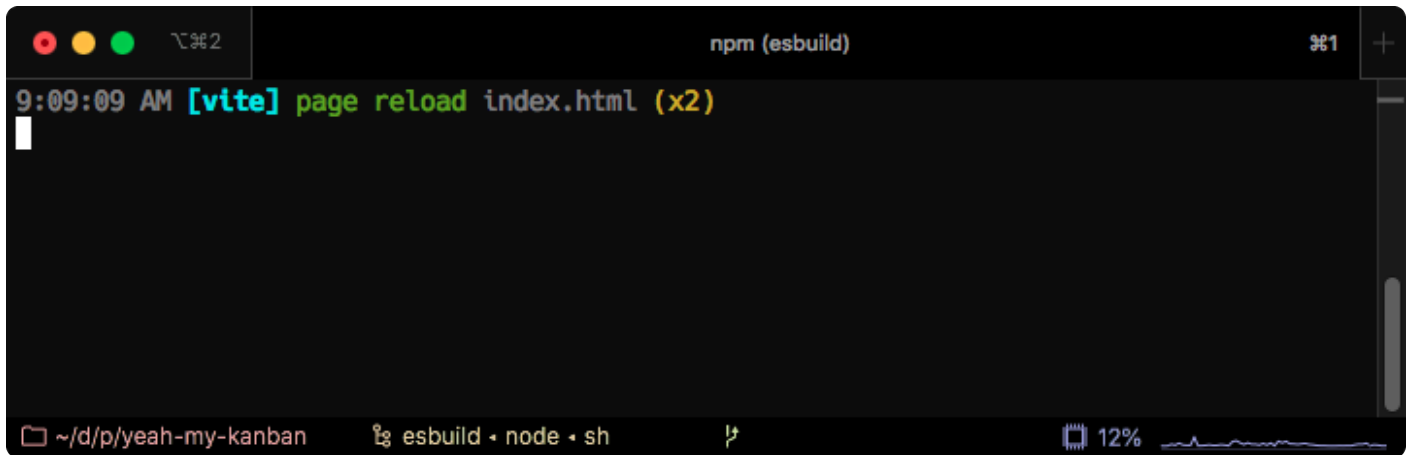 ⌥⌘2 npm (esbuild) ⌘1 +
9:09:09 AM [vite] page reload index.html (x2)
~/d/p/yeah-my-kanban esbuild ◂ node ◂ sh 12%